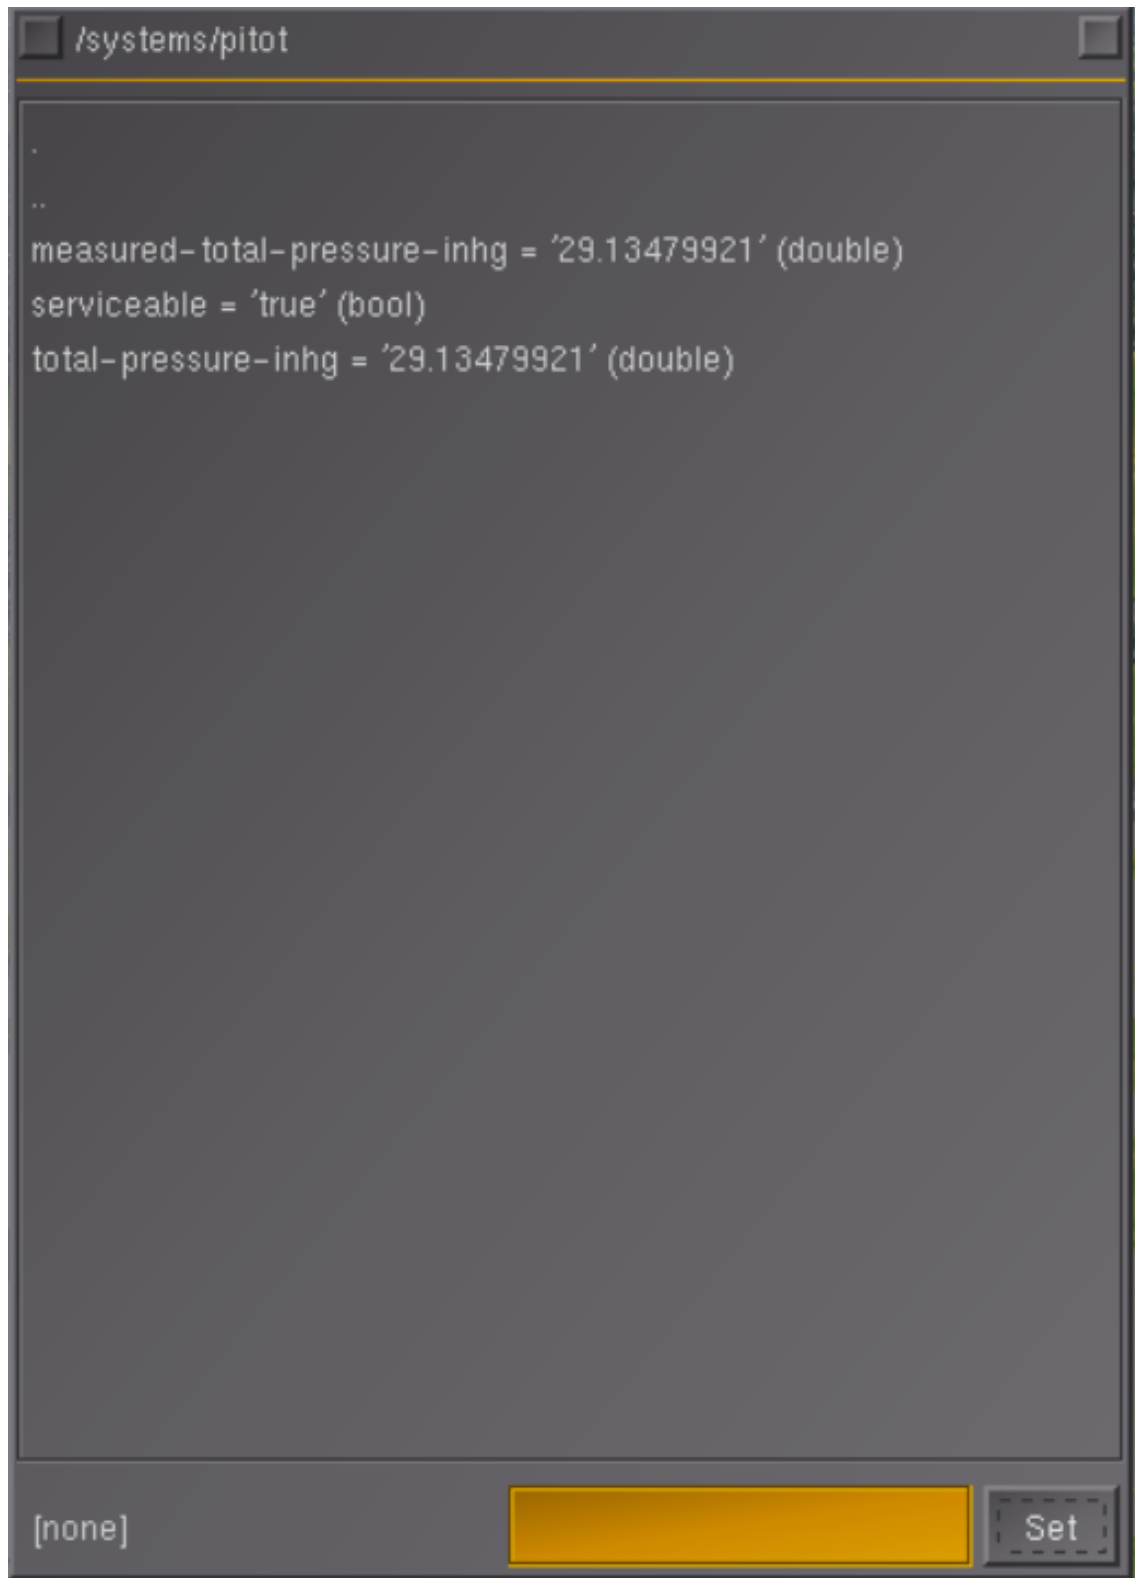 /systems/pitot
.
..
measured-total-pressure-inhg = '29.13479921' (double)
serviceable = 'true' (bool)
total-pressure-inhg = '29.13479921' (double)
[none]
Set